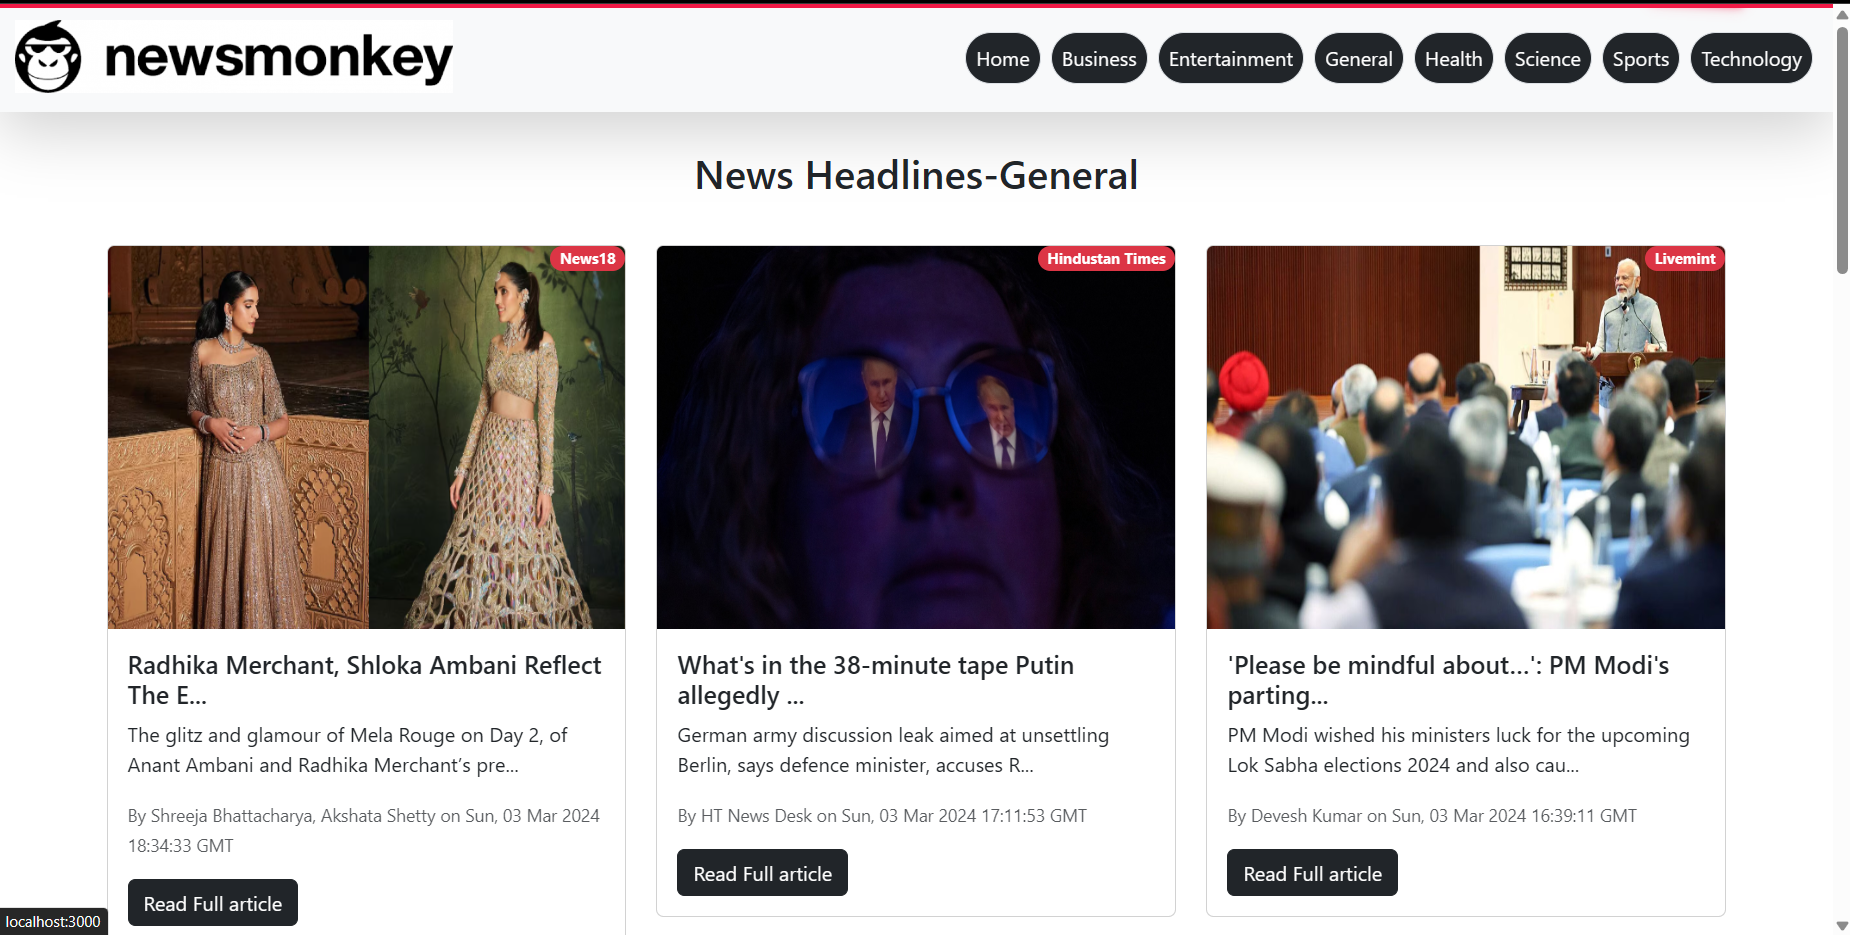 newsmonkey
Home Business Entertainment General Health Science Sports Technology
News Headlines-General
News18
Radhika Merchant, Shloka Ambani Reflect
The E...
The glitz and glamour of Mela Rouge on Day 2, of
Anant Ambani and Radhika Merchant’s pre...
By Shreeja Bhattacharya, Akshata Shetty on Sun, 03 Mar 2024
18:34:33 GMT
Read Full article
Hindustan Times
What's in the 38-minute tape Putin
allegedly ...
German army discussion leak aimed at unsettling
Berlin, says defence minister, accuses R...
By HT News Desk on Sun, 03 Mar 2024 17:11:53 GMT
Read Full article
Livemint
'Please be mindful about…': PM Modi's
parting...
PM Modi wished his ministers luck for the upcoming
Lok Sabha elections 2024 and also cau...
By Devesh Kumar on Sun, 03 Mar 2024 16:39:11 GMT
Read Full article
localhost:3000